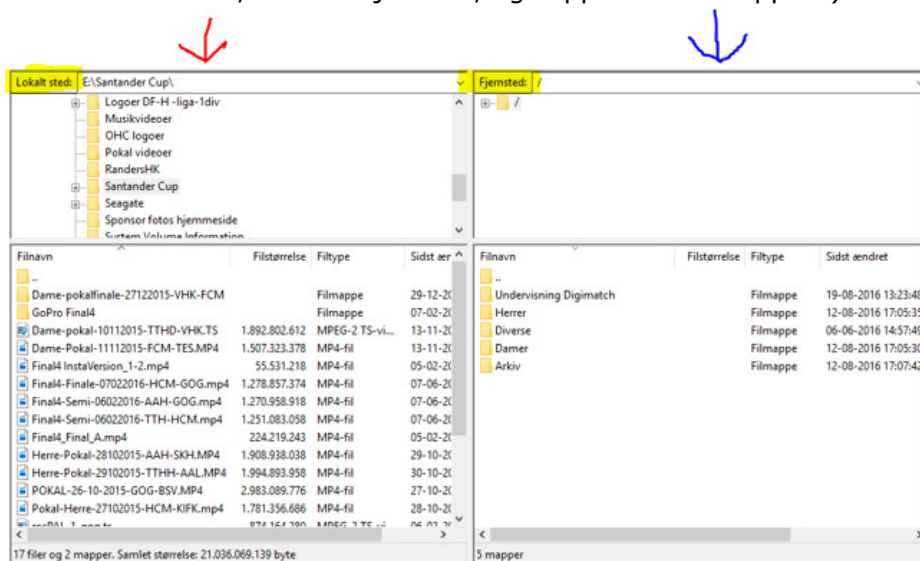 Lokalt sted: E:\Santander Cup\
Logoer DF-H -liga-1div
Musikvideoer
OHC logoer
Pokal videoer
RandersHK
Santander Cup
Seagate
Sponsor fotos hjemmeside
System Volume Information
Fjernsted: /
/
Filnavn Filstørrelse Filtype Sidst ær
..
Dame-pokalfinale-27122015-VHK-FCM Filmappe 29-12-20
GoPro Final4 Filmappe 07-02-20
Dame-pokal-10112015-TTHD-VHK.TS 1.892.802.612 MPEG-2 TS-vi... 13-11-20
Dame-Pokal-11112015-FCM-TES.MP4 1.507.323.378 MP4-fil 13-11-20
Final4 InstaVersion_1-2.mp4 55.531.218 MP4-fil 05-02-20
Final4-Finale-07022016-HCM-GOG.mp4 1.278.857.374 MP4-fil 07-06-20
Final4-Semi-06022016-AAH-GOG.mp4 1.270.958.918 MP4-fil 07-06-20
Final4-Semi-06022016-TTH-HCM.mp4 1.251.083.058 MP4-fil 07-06-20
Final4_Final_A.mp4 224.219.243 MP4-fil 05-02-20
Herre-Pokal-28102015-AAH-SKH.MP4 1.908.938.038 MP4-fil 29-10-20
Herre-Pokal-29102015-TTHH-AAL.MP4 1.994.893.958 MP4-fil 30-10-20
POKAL-26-10-2015-GOG-BSV.MP4 2.983.089.776 MP4-fil 27-10-20
Pokal-Herre-27102015-HCM-KIFK.mp4 1.781.356.686 MP4-fil 28-10-20
17 filer og 2 mapper. Samlet størrelse: 21.036.069.139 byte
Filnavn Filstørrelse Filtype Sidst ændret
..
Undervisning Digimatch Filmappe 19-08-2016 13:23:48
Herrer Filmappe 12-08-2016 17:05:35
Diverse Filmappe 06-06-2016 14:57:49
Damer Filmappe 12-08-2016 17:05:30
Arkiv Filmappe 12-08-2016 17:07:42
5 mapper